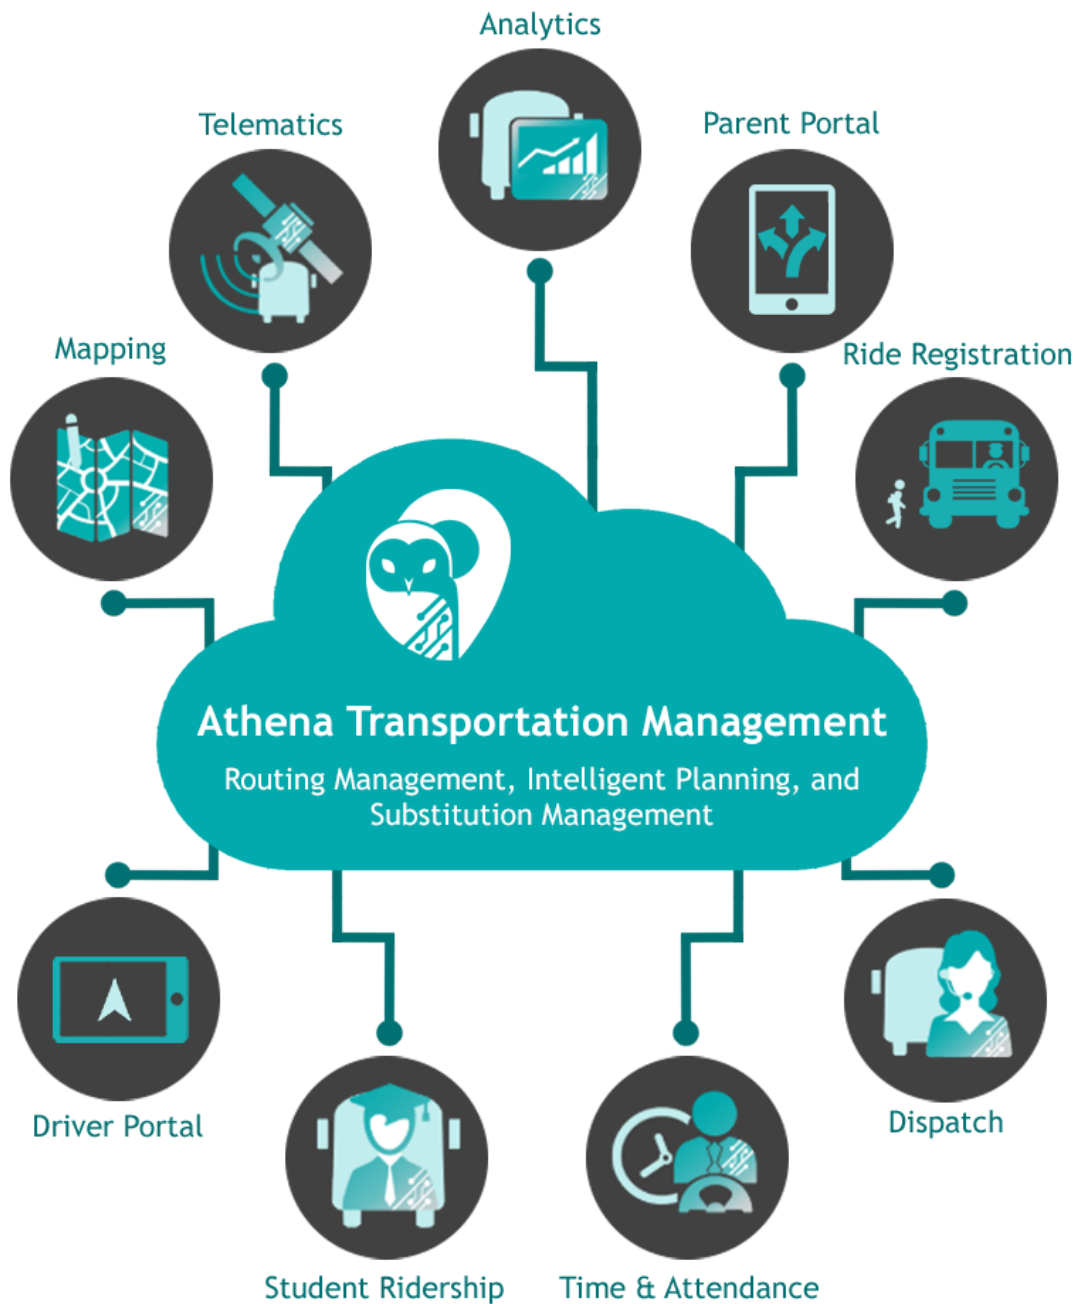 Analytics
Telematics
Parent Portal
Mapping
Ride Registration
Athena Transportation Management
Routing Management, Intelligent Planning, and
Substitution Management
Driver Portal
Dispatch
Student Ridership
Time & Attendance